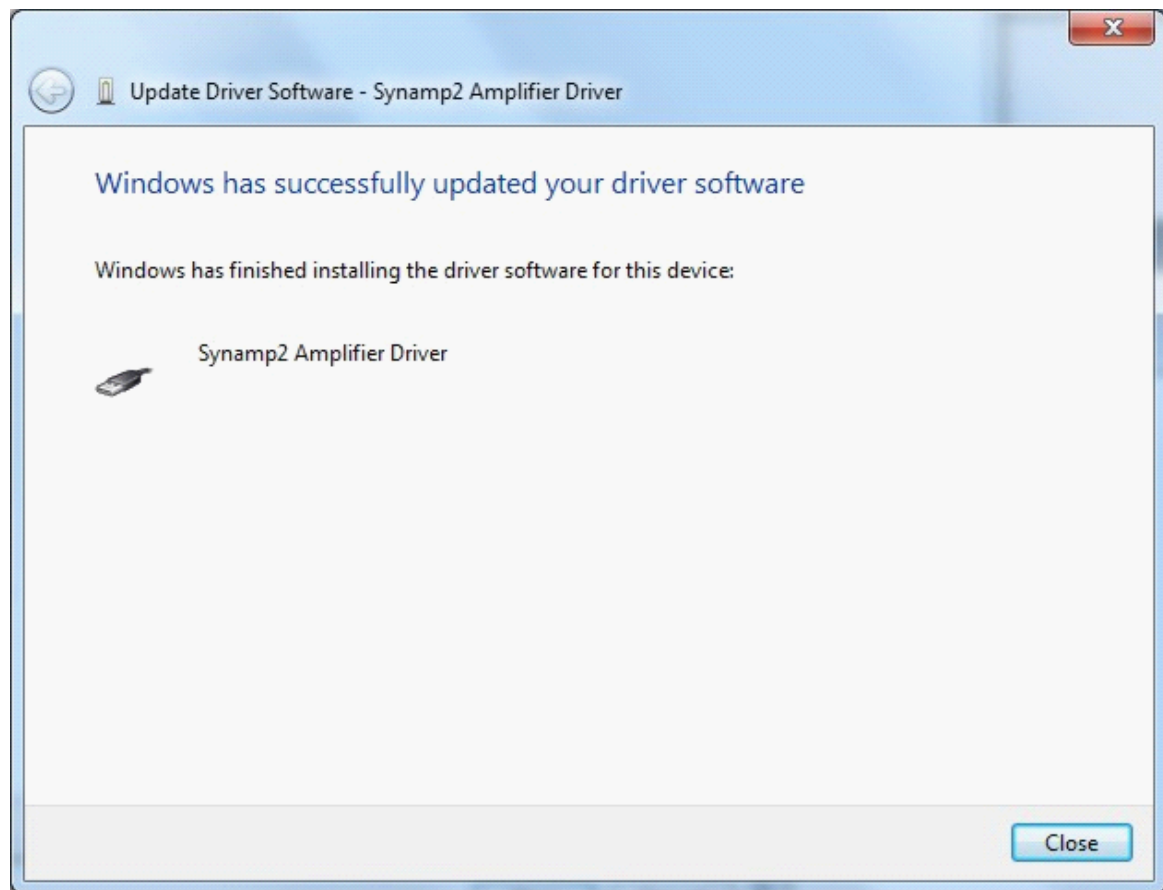 Update Driver Software - Synamp2 Amplifier Driver
Windows has successfully updated your driver software
Windows has finished installing the driver software for this device:
Synamp2 Amplifier Driver
Close